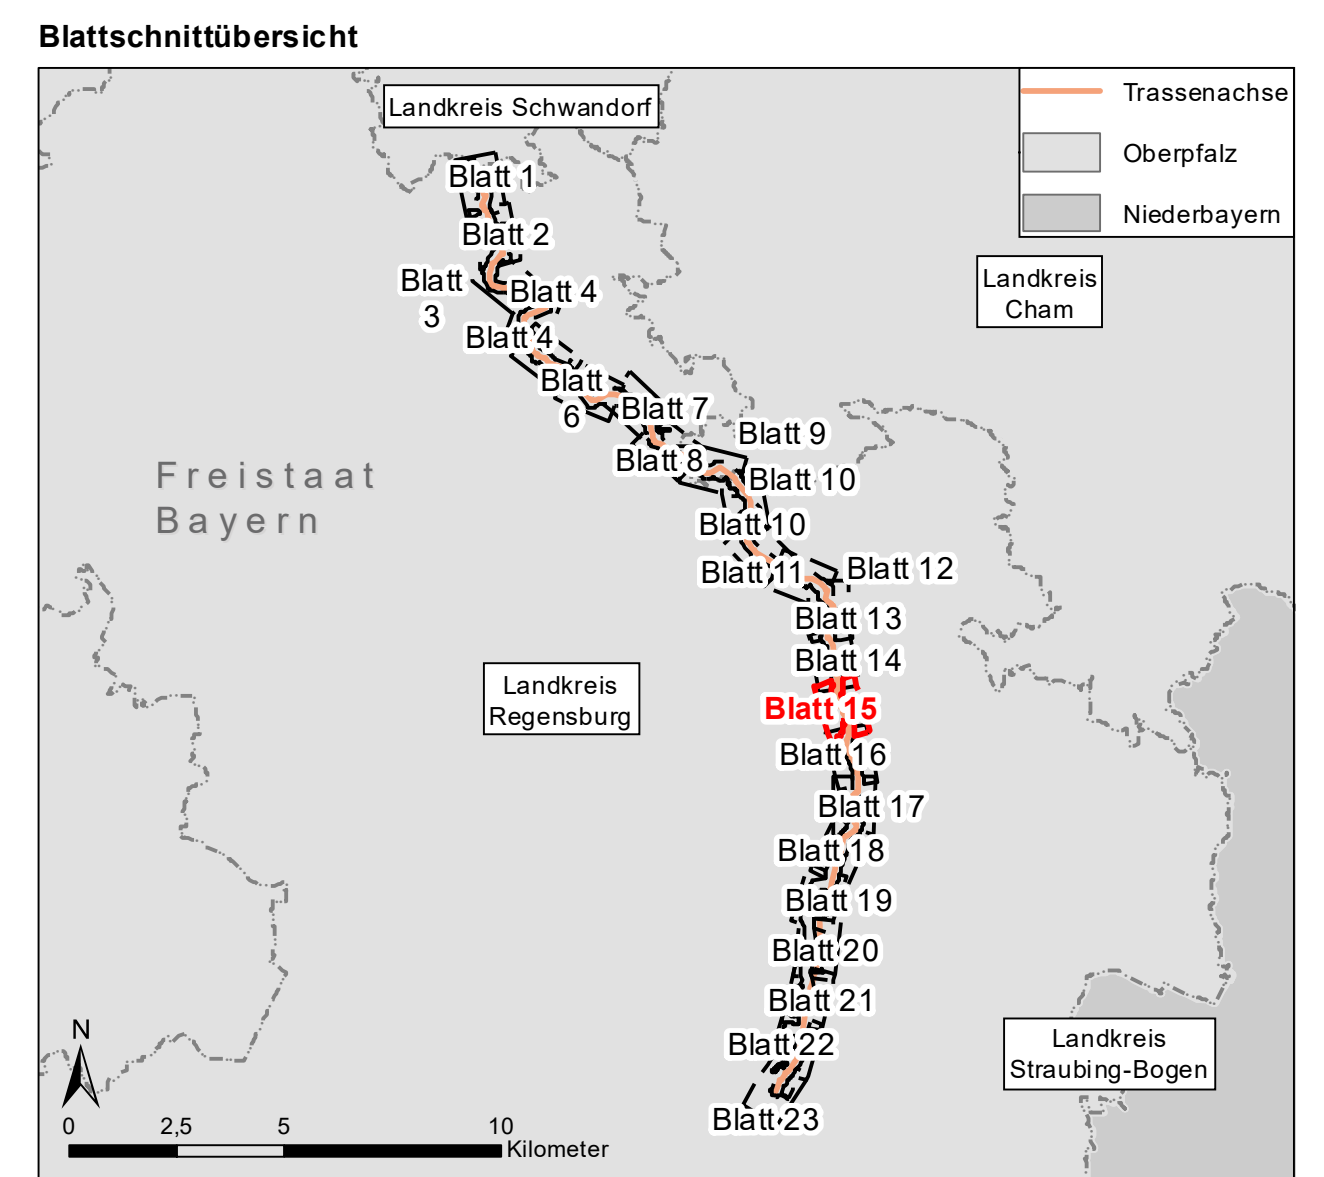 Blattschnittübersicht
Landkreis Schwandorf
Trassenachse
Oberpfalz
Niederbayern
Blatt 1
Blatt 2
Blatt
3
Blatt 4
Blatt 4
Landkreis
Cham
Blatt
6
Blatt 7
Blatt 8
Blatt 9
Blatt 10
Blatt 10
Freistaat
Bayern
Blatt 11
Blatt 12
Blatt 13
Blatt 14
Landkreis
Regensburg
Blatt 15
Blatt 16
Blatt 17
Blatt 18
Blatt 19
Blatt 20
Blatt 21
Blatt 22
Blatt 23
Landkreis
Straubing-Bogen
N
0 2,5 5 10
Kilometer